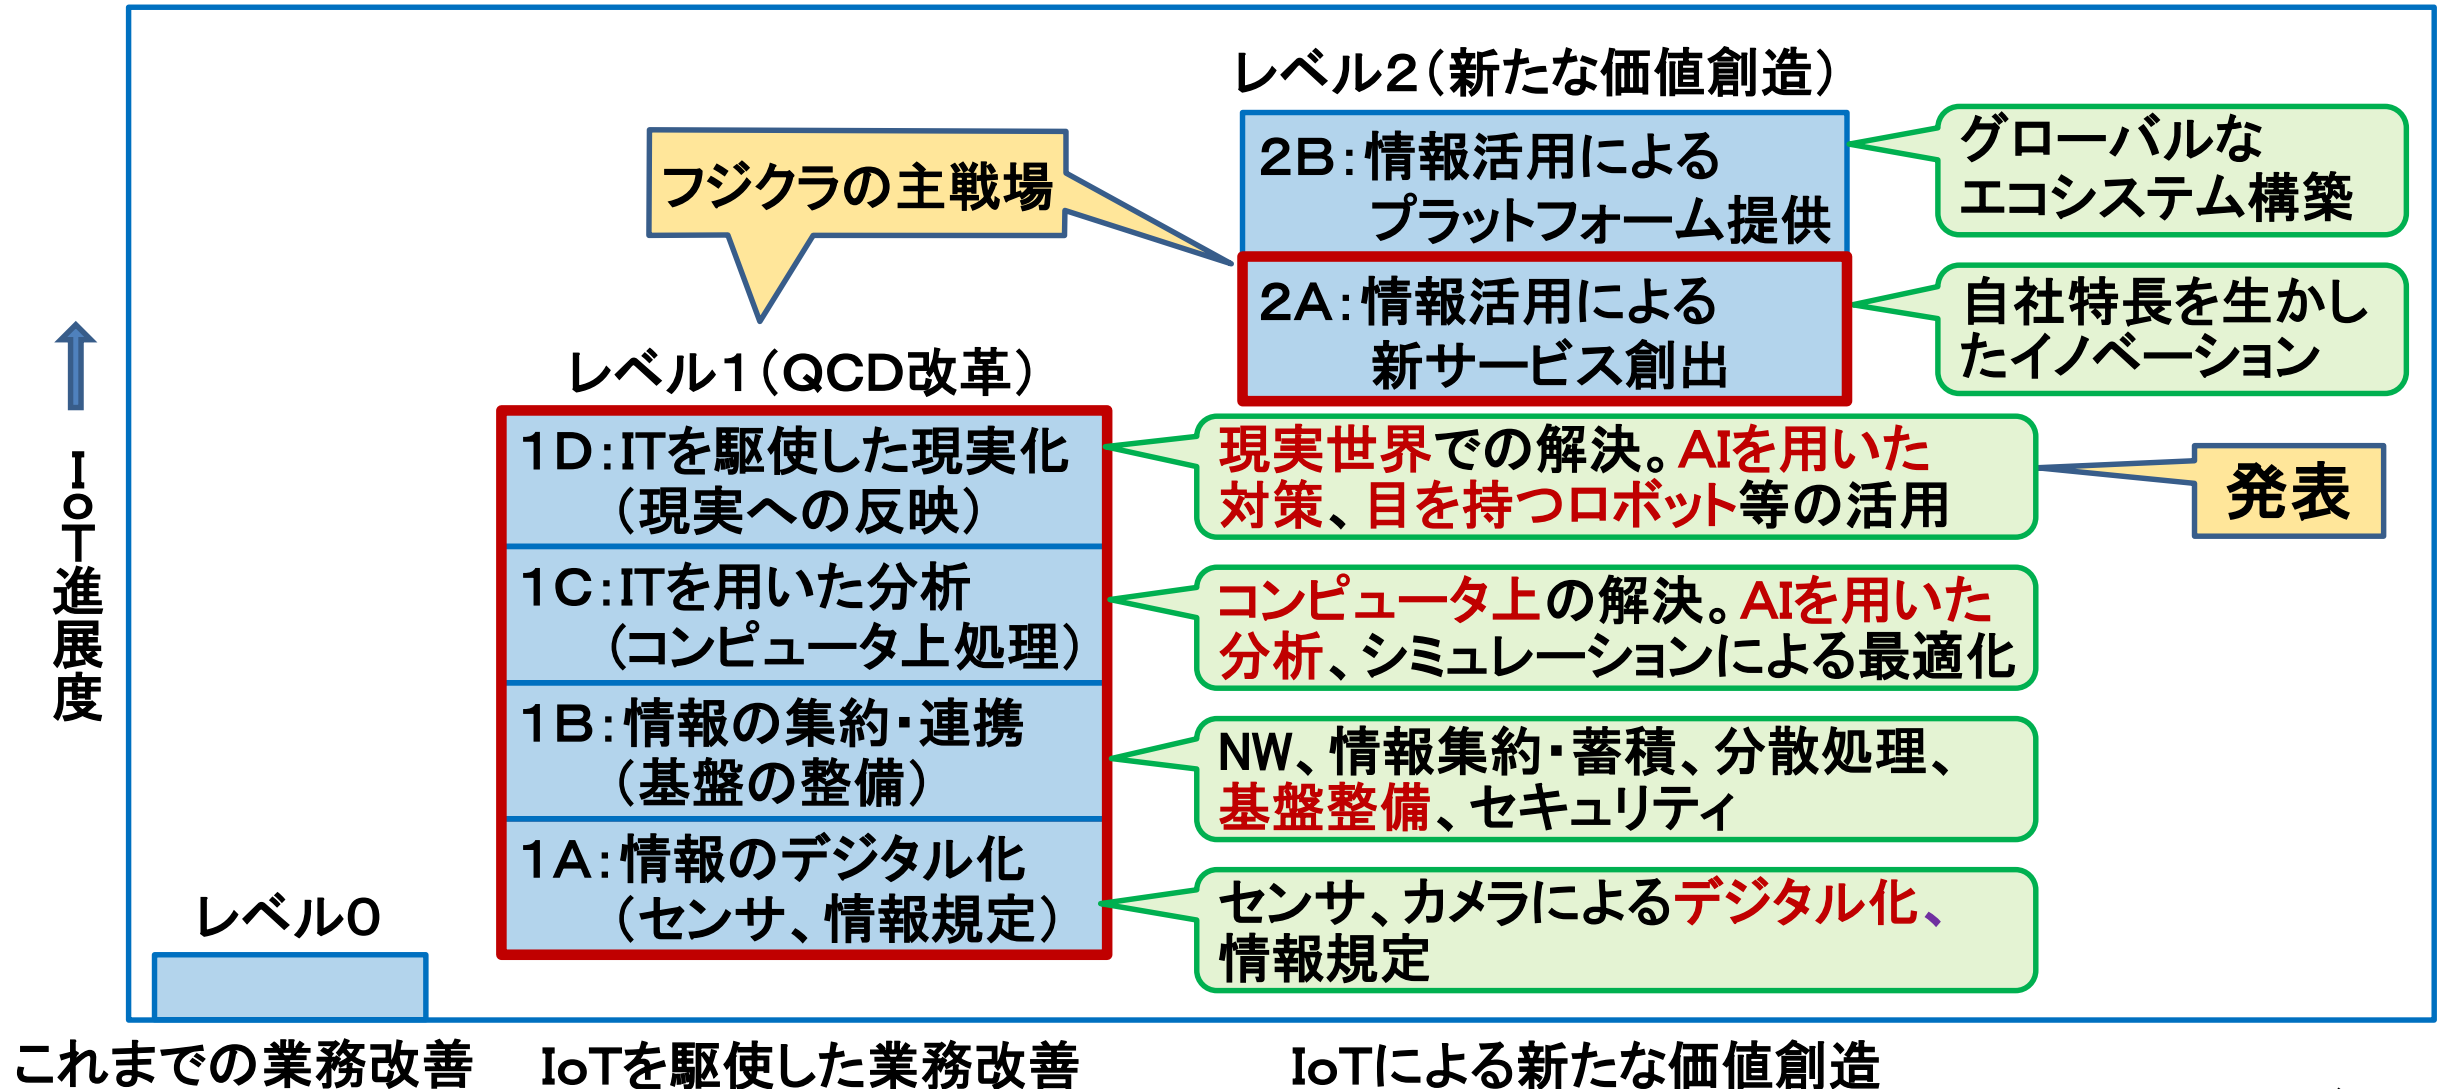 レベル2（新たな価値創造）
2B：情報活用による
プラットフォーム提供
グローバルな
エコシステム構築
フジクラの主戦場
2A：情報活用による
新サービス創出
自社特長を生かし
たイノベーション
レベル1（QCD改革）
1D：ITを駆使した現実化
（現実への反映）
現実世界での解決。AIを用いた
対策、目を持つロボット等の活用
発表
1C：ITを用いた分析
（コンピュータ上処理）
コンピュータ上の解決。AIを用いた
分析、シミュレーションによる最適化
1B：情報の集約・連携
（基盤の整備）
NW、情報集約・蓄積、分散処理、
基盤整備、セキュリティ
1A：情報のデジタル化
（センサ、情報規定）
センサ、カメラによるデジタル化、
情報規定
レベル0
IoT進展度
これまでの業務改善
IoTを駆使した業務改善
IoTによる新たな価値創造